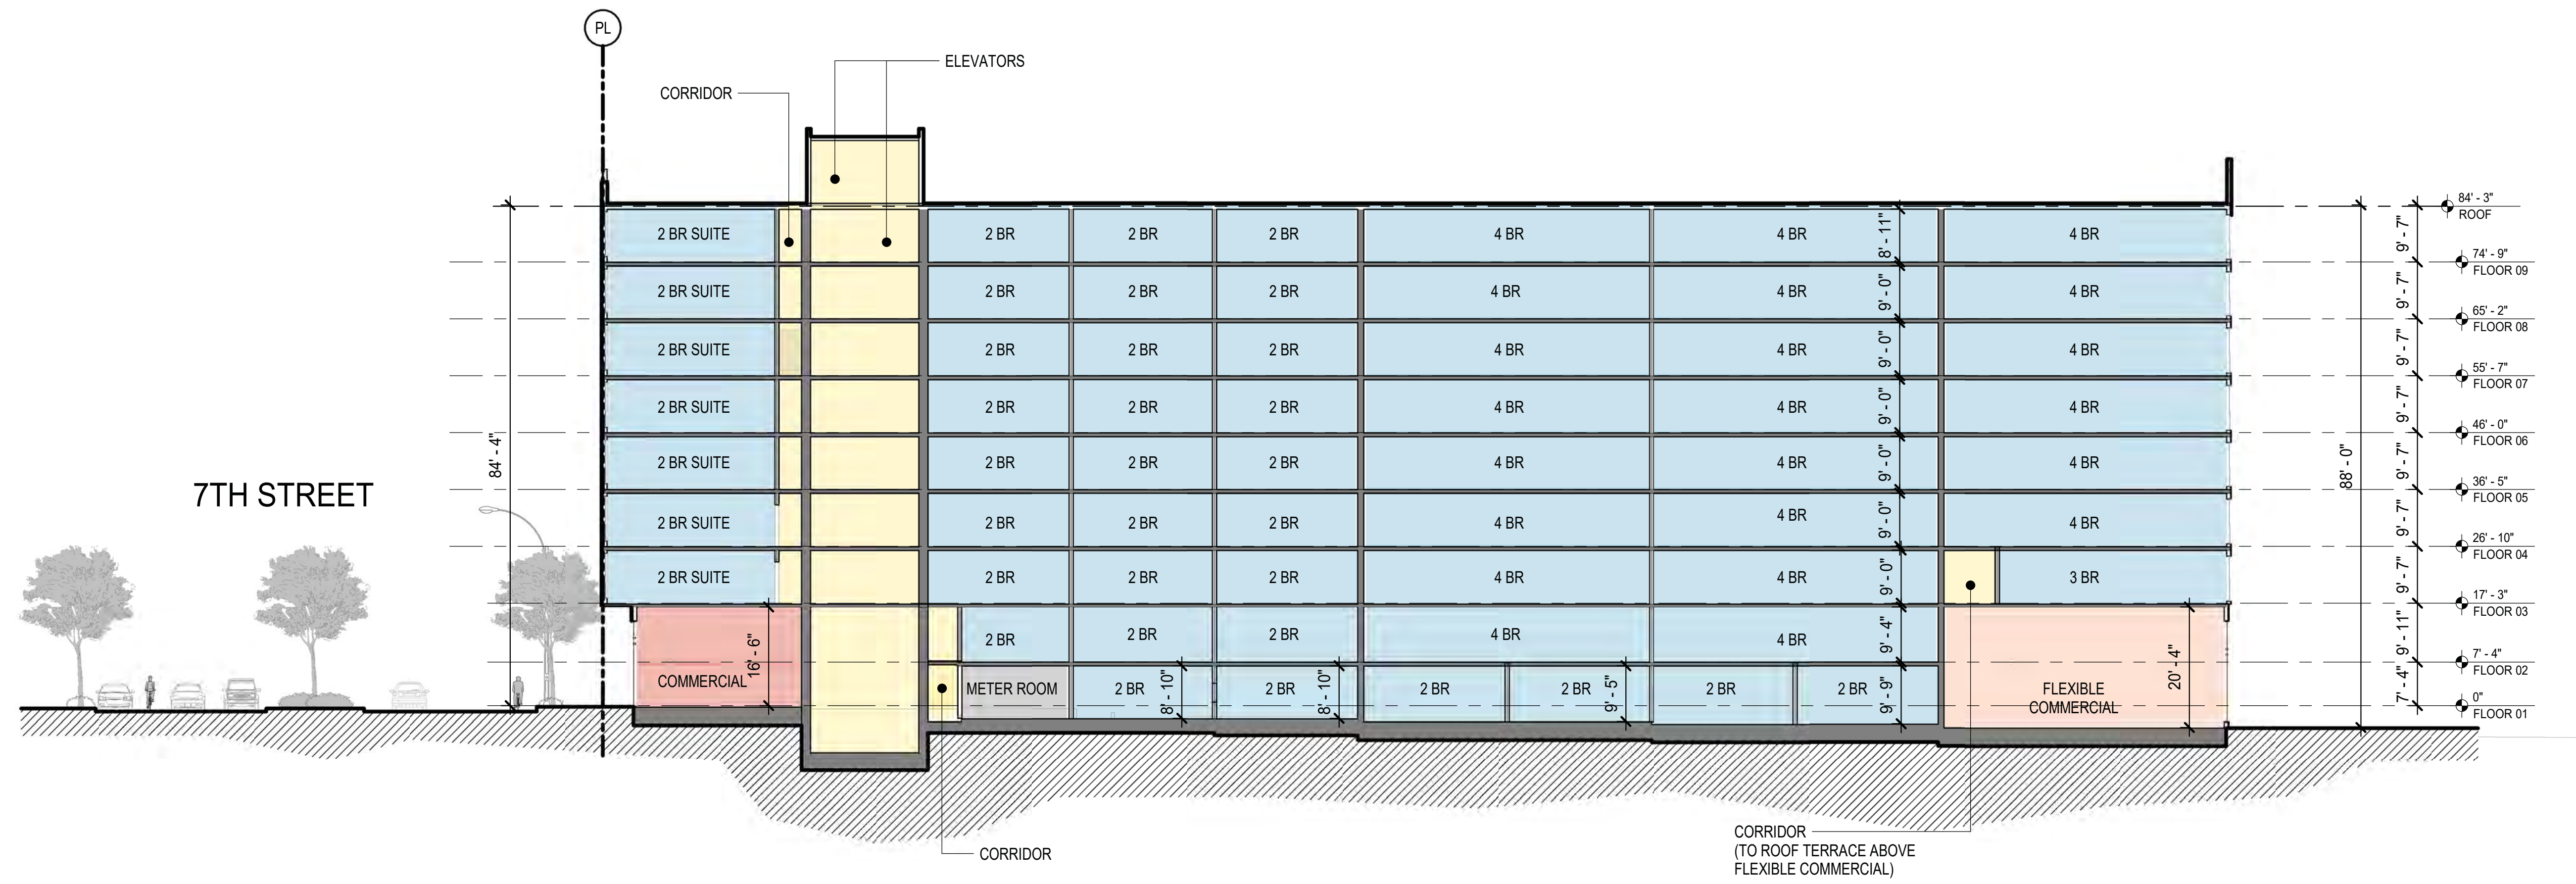 PL
ELEVATORS
CORRIDOR
84' - 3"
ROOF
2 BR SUITE 2 BR 2 BR 2 BR 4 BR 4 BR 8' - 11" 4 BR 9' - 7"
74' - 9"
FLOOR 09
2 BR SUITE 2 BR 2 BR 2 BR 4 BR 4 BR 9' - 0" 4 BR 9' - 7"
65' - 2"
FLOOR 08
2 BR SUITE 2 BR 2 BR 2 BR 4 BR 4 BR 9' - 0" 4 BR 9' - 7"
55' - 7"
FLOOR 07
2 BR SUITE 2 BR 2 BR 2 BR 4 BR 4 BR 9' - 0" 4 BR 9' - 7"
46' - 0"
FLOOR 06
84' - 4" 2 BR SUITE 2 BR 2 BR 2 BR 4 BR 4 BR 9' - 0" 4 BR 88' - 0" 9' - 7"
7TH STREET
36' - 5"
FLOOR 05
2 BR SUITE 2 BR 2 BR 2 BR 4 BR 4 BR 9' - 0" 4 BR 9' - 7"
26' - 10"
FLOOR 04
2 BR SUITE 2 BR 2 BR 2 BR 4 BR 4 BR 9' - 0" 3 BR 9' - 7"
17' - 3"
FLOOR 03
16' - 6" 2 BR 2 BR 2 BR 4 BR 4 BR 9' - 4" 9' - 11"
7' - 4"
FLOOR 02
COMMERCIAL METER ROOM 2 BR 8' - 10" 2 BR 8' - 10" 2 BR 2 BR 9' - 5" 2 BR 2 BR 9' - 9" 20' - 4" 7' - 4"
FLEXIBLE
COMMERCIAL
0"
FLOOR 01
CORRIDOR
CORRIDOR
(TO ROOF TERRACE ABOVE
FLEXIBLE COMMERCIAL)